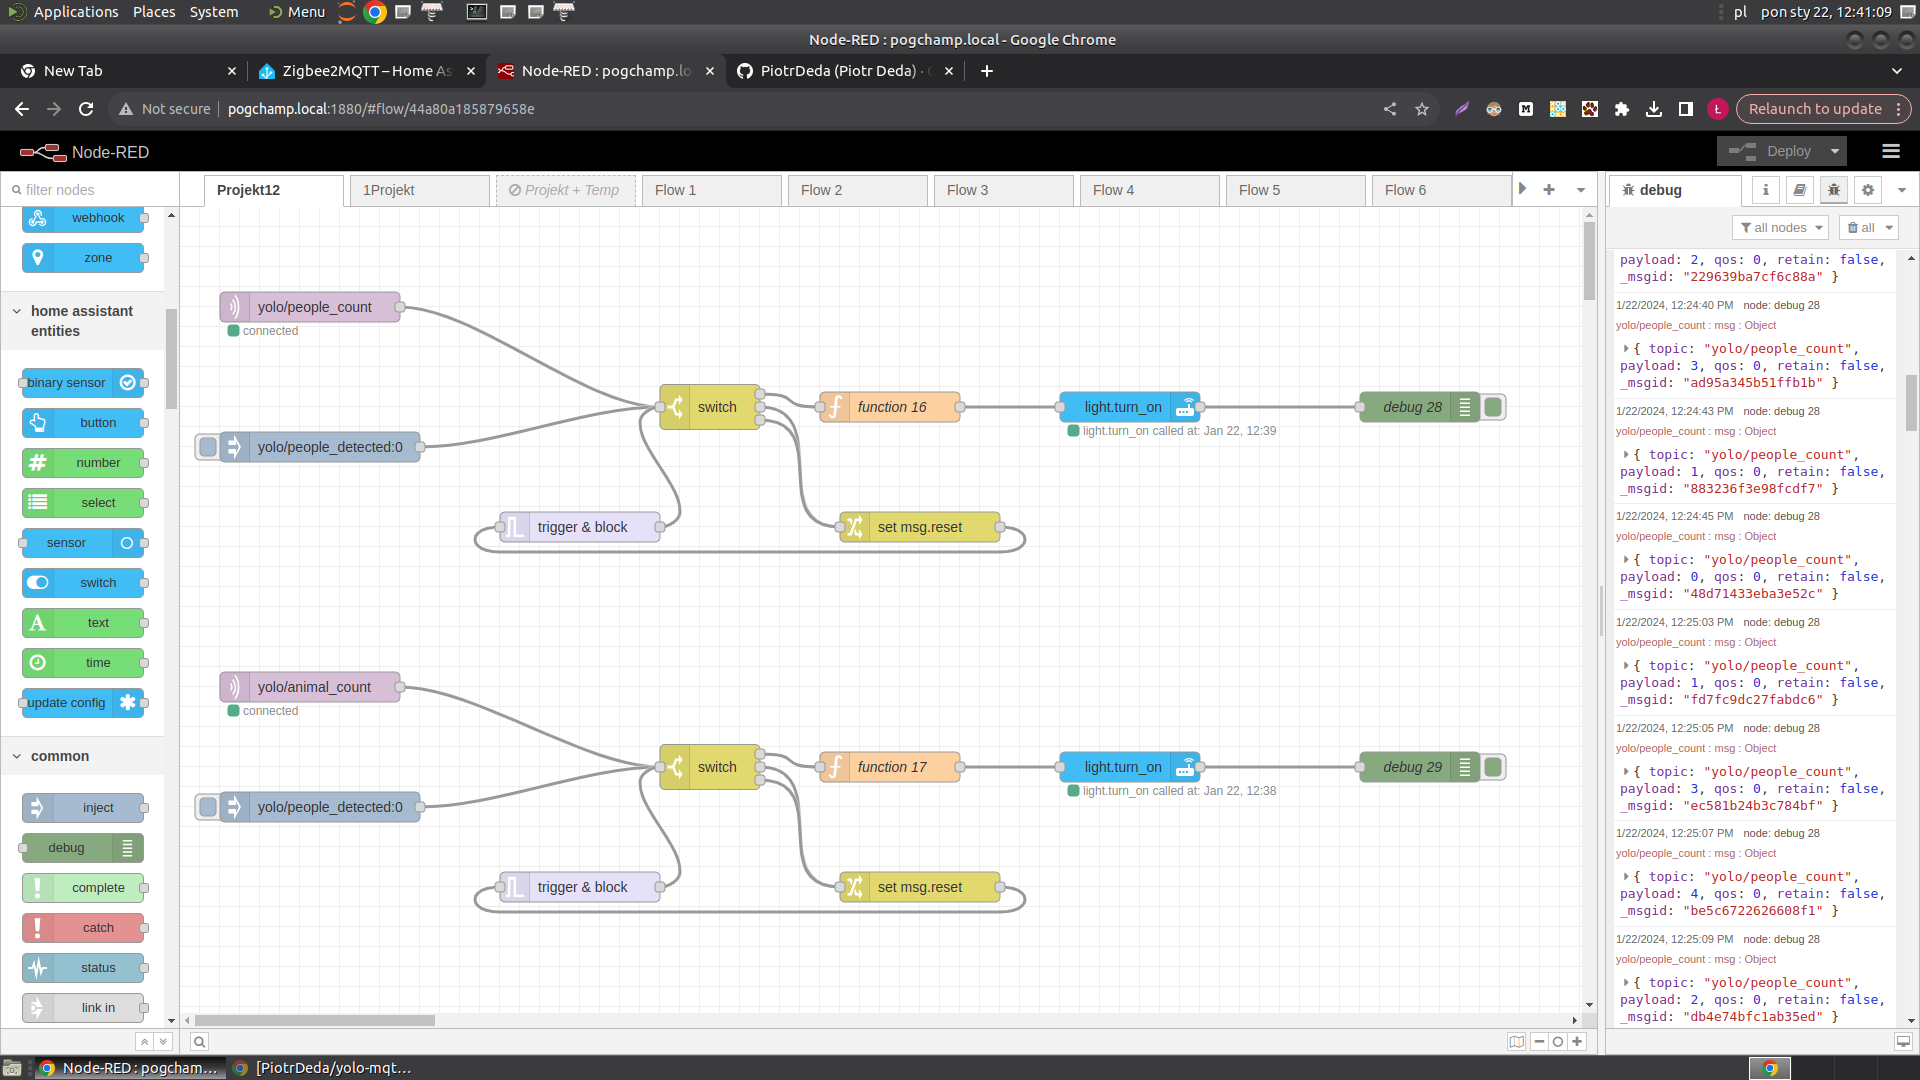 Applications Places System Menu pl pon sty 22, 12:41:09
Node-RED : pogchamp.local - Google Chrome
New Tab
Zigbee2MQTT – Home As
Node-RED : pogchamp.lo
PiotrDeda (Piotr Deda) ·
Not secure pogchamp.local:1880/#flow/44a80a185879658e
M
Ł
Relaunch to update
Node-RED
Deploy
filter nodes
webhook
zone
home assistant
entities
binary sensor
button
number
select
sensor
switch
text
time
update config
common
inject
debug
complete
catch
status
link in
Projekt12
1Projekt
Projekt + Temp
Flow 1
Flow 2
Flow 3
Flow 4
Flow 5
Flow 6
yolo/people_count
connected
switch
function 16
light.turn_on
debug 28
light.turn_on called at: Jan 22, 12:39
yolo/people_detected:0
trigger & block
set msg.reset
yolo/animal_count
connected
switch
function 17
light.turn_on
debug 29
light.turn_on called at: Jan 22, 12:38
yolo/people_detected:0
trigger & block
set msg.reset
debug
all nodes
all
payload: 2, qos: 0, retain: false,
_msgid: "229639ba7cf6c88a" }
1/22/2024, 12:24:40 PM node: debug 28
yolo/people_count : msg : Object
{ topic: "yolo/people_count",
payload: 3, qos: 0, retain: false,
_msgid: "ad95a345b51ffb1b" }
1/22/2024, 12:24:43 PM node: debug 28
yolo/people_count : msg : Object
{ topic: "yolo/people_count",
payload: 1, qos: 0, retain: false,
_msgid: "883236f3e98fcdf7" }
1/22/2024, 12:24:45 PM node: debug 28
yolo/people_count : msg : Object
{ topic: "yolo/people_count",
payload: 0, qos: 0, retain: false,
_msgid: "48d71433eba3e52c" }
1/22/2024, 12:25:03 PM node: debug 28
yolo/people_count : msg : Object
{ topic: "yolo/people_count",
payload: 1, qos: 0, retain: false,
_msgid: "fd7fc9dc27fabdc6" }
1/22/2024, 12:25:05 PM node: debug 28
yolo/people_count : msg : Object
{ topic: "yolo/people_count",
payload: 3, qos: 0, retain: false,
_msgid: "ec581b24b3c784bf" }
1/22/2024, 12:25:07 PM node: debug 28
yolo/people_count : msg : Object
{ topic: "yolo/people_count",
payload: 4, qos: 0, retain: false,
_msgid: "be5c6722626608f1" }
1/22/2024, 12:25:09 PM node: debug 28
yolo/people_count : msg : Object
{ topic: "yolo/people_count",
payload: 2, qos: 0, retain: false,
_msgid: "db4e74bfc1ab35ed" }
Node-RED : pogcham...
[PiotrDeda/yolo-mqt...